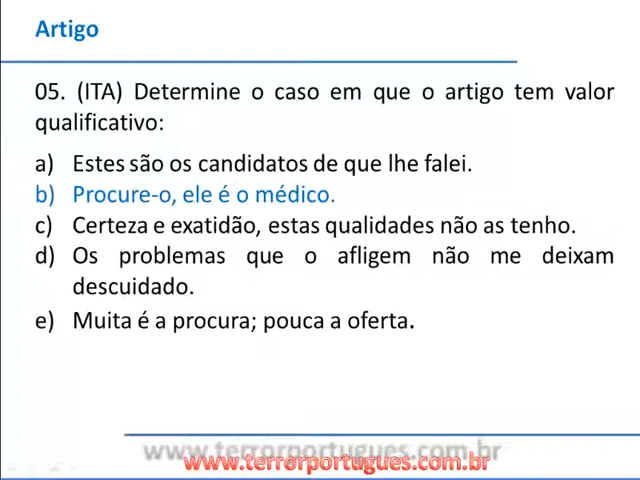 Artigo
05. (ITA) Determine o caso em que o artigo tem valor
qualificativo:
a) Estes são os candidatos de que lhe falei.
b) Procure-o, ele é o médico.
c) Certeza e exatidão, estas qualidades não as tenho.
d) Os problemas que o afligem não me deixam
descuidado.
e) Muita é a procura; pouca a oferta.
www.terrorportugues.com.br
www.terrorportugues.com.br